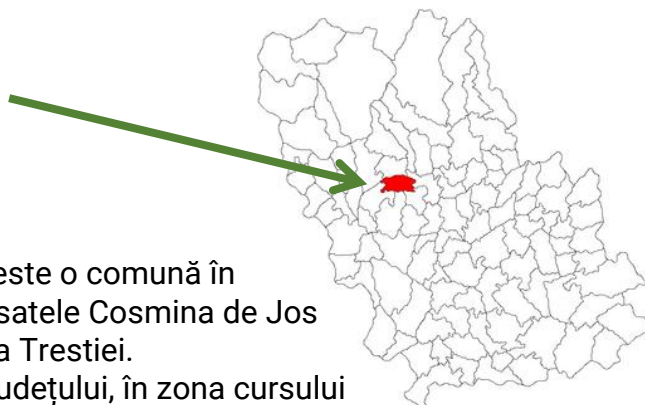 este o comună în
satele Cosmina de Jos
a Trestiei.
udețului, în zona cursului